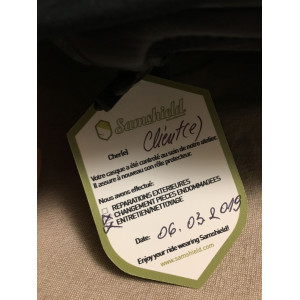 Samshield
Cher(e) Client(e)
Votre casque a été contrôlé au sein de notre atelier.
Il assure à nouveau son rôle protecteur.
Nous avons effectué:
REPARATIONS EXTERIEURES
CHANGEMENT PIECES ENDOMMAGEES
ENTRETIEN/NETTOYAGE
Date: 06.03.2019
Enjoy your ride wearing Samshield!
www.samshield.com